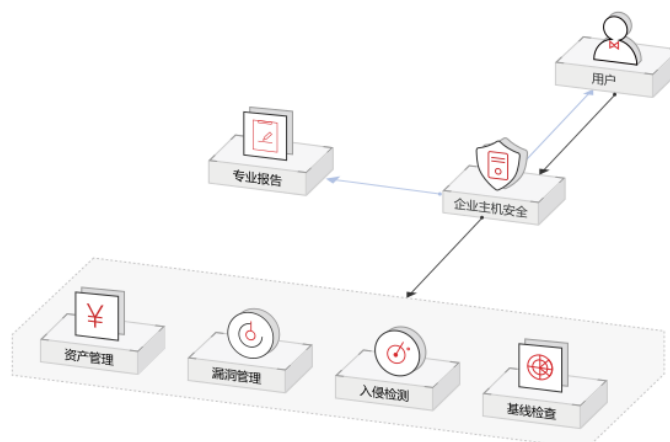 用户
专业报告
企业主机安全
资产管理
漏洞管理
入侵检测
基线检查